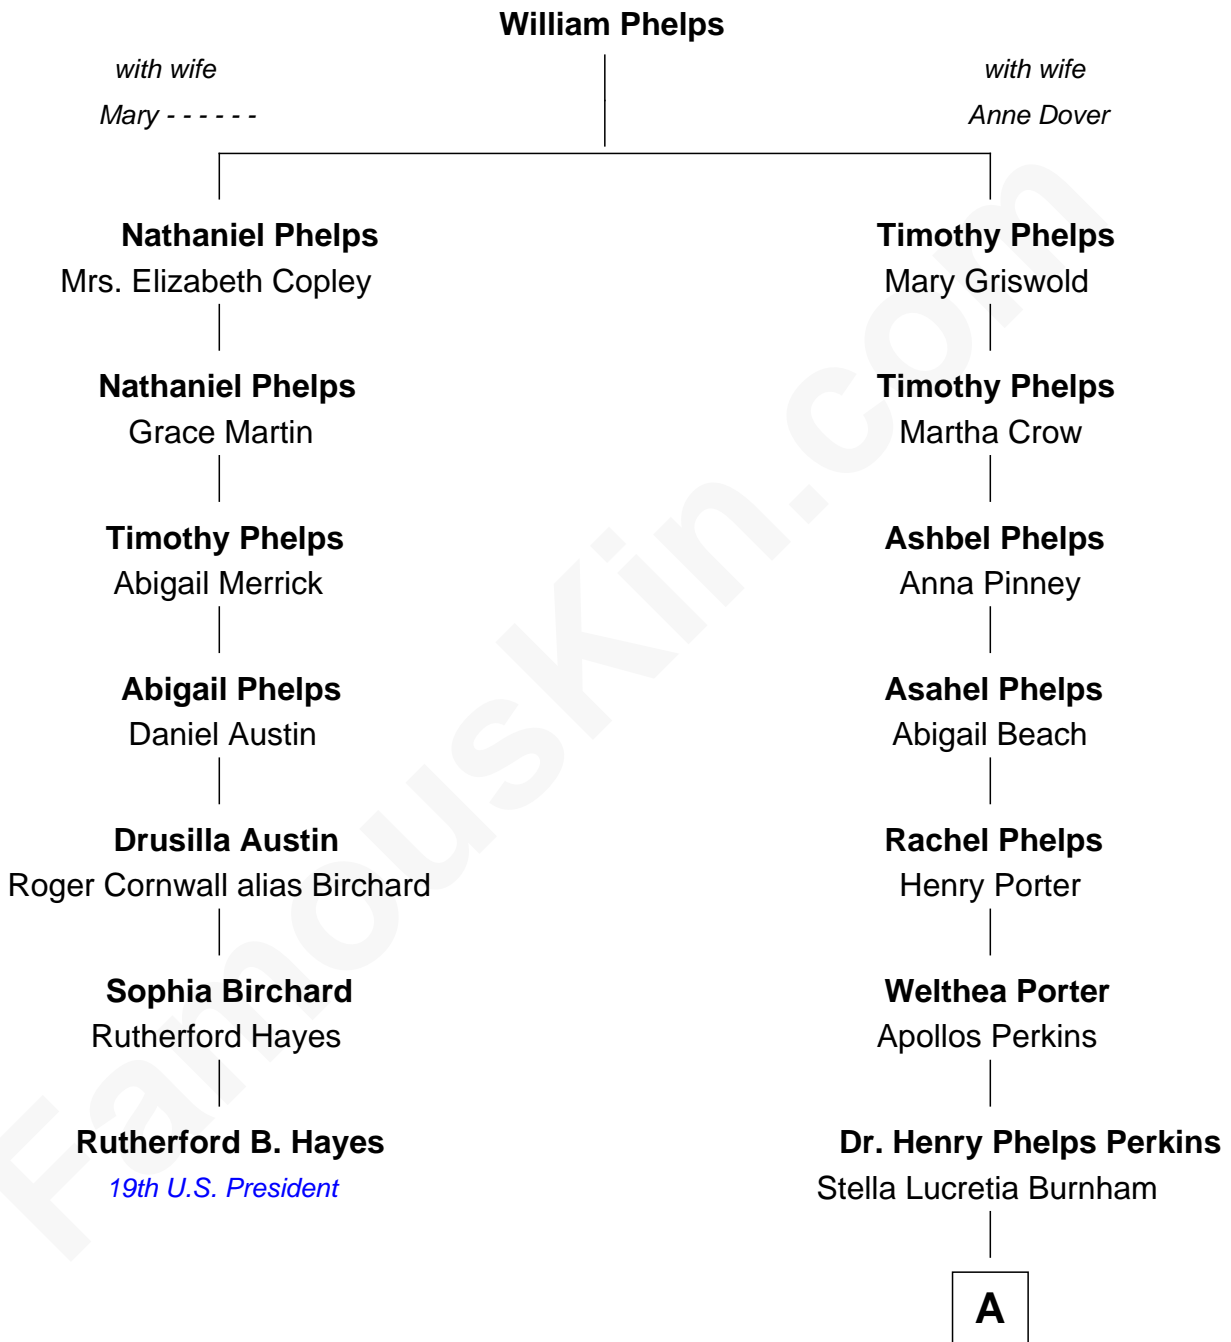 William Phelps
with wife
Mary - - - - - -
with wife
Anne Dover
Nathaniel Phelps
Mrs. Elizabeth Copley
Timothy Phelps
Mary Griswold
Nathaniel Phelps
Grace Martin
Timothy Phelps
Martha Crow
Timothy Phelps
Abigail Merrick
Ashbel Phelps
Anna Pinney
Abigail Phelps
Daniel Austin
Asahel Phelps
Abigail Beach
Drusilla Austin
Roger Cornwall alias Birchard
Rachel Phelps
Henry Porter
Sophia Birchard
Rutherford Hayes
Welthea Porter
Apollos Perkins
Rutherford B. Hayes
19th U.S. President
Dr. Henry Phelps Perkins
Stella Lucretia Burnham
A
FamousKin.com